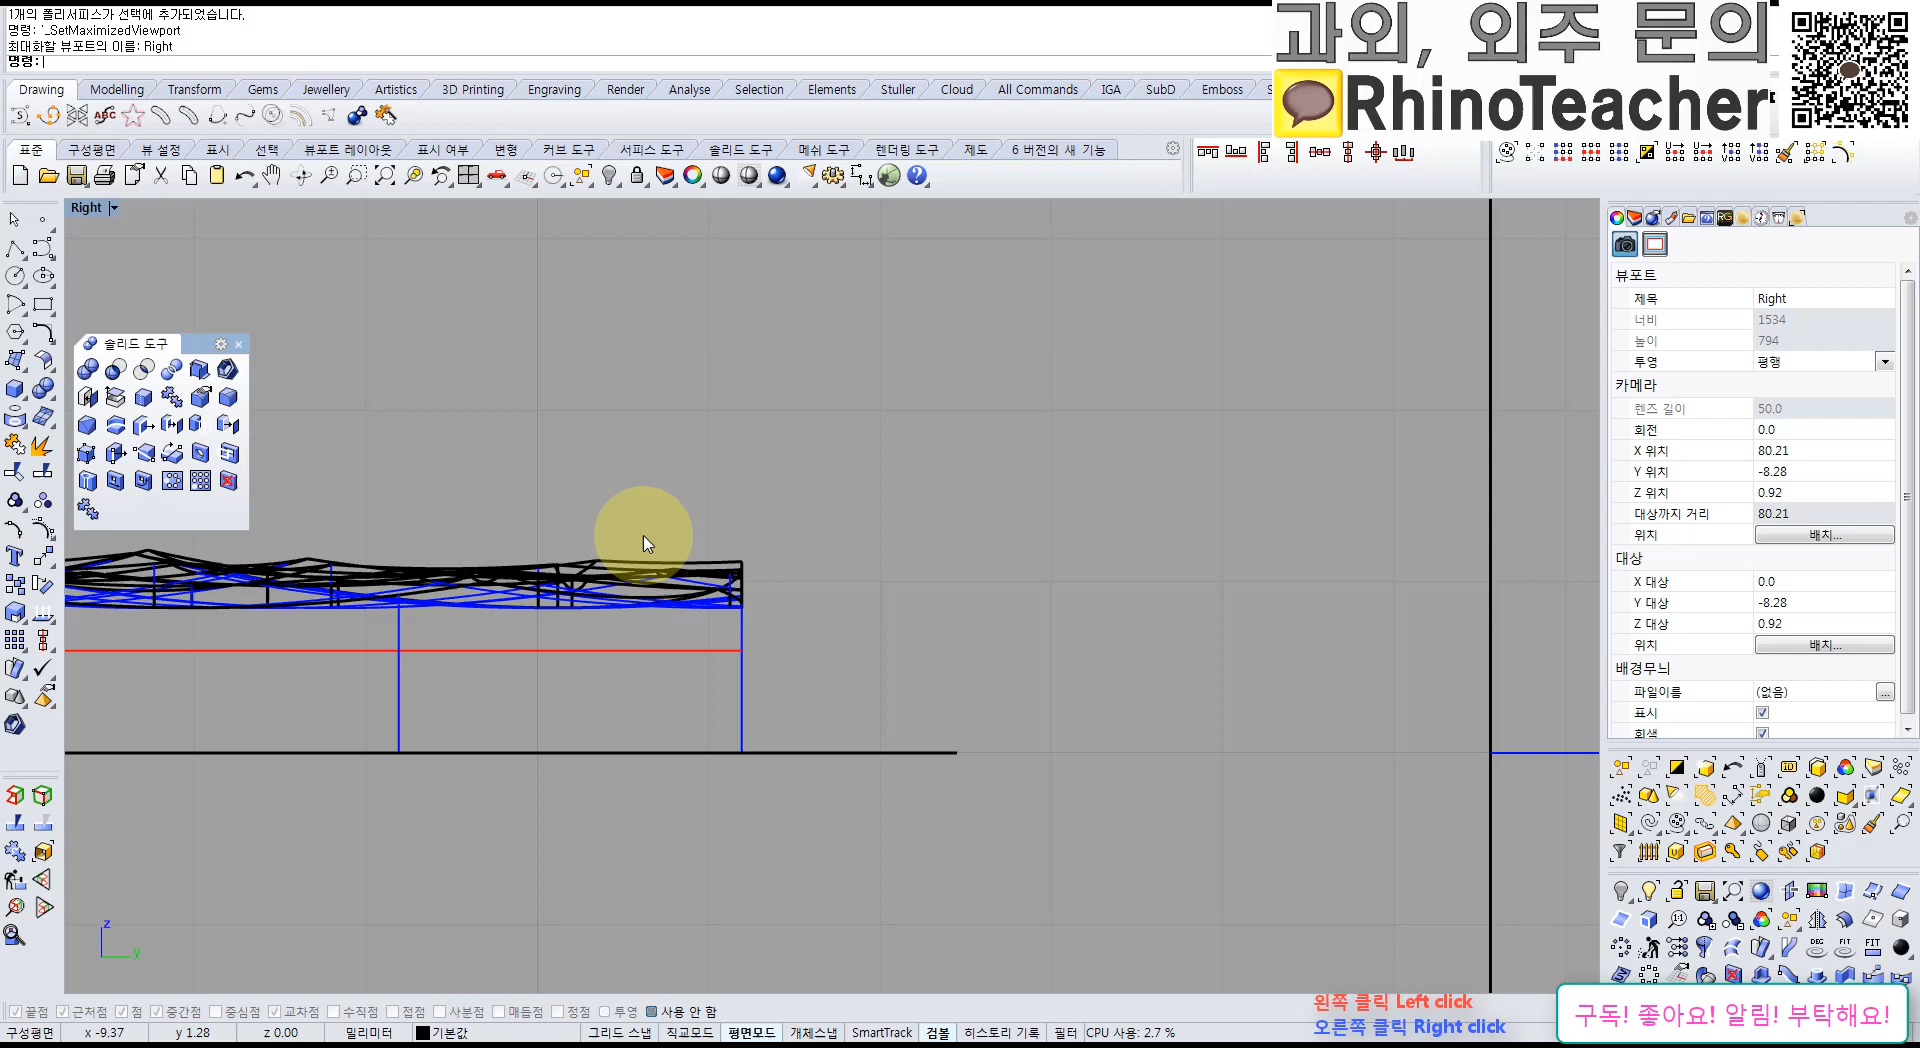 1개의 폴리서피스가 선택에 추가되었습니다.
명령: '_SetMaximizedViewport
최대화할 뷰포트의 이름: Right
명령:
과외, 외주 문의
RhinoTeacher
Drawing Modelling Transform Gems Jewellery Artistics 3D Printing Engraving Render Analyse Selection Elements Stuller Cloud All Commands IGA SubD Emboss S
표준 구성평면 뷰 설정 표시 선택 뷰포트 레이아웃 표시 여부 변형 커브 도구 서피스 도구 솔리드 도구 메쉬 도구 렌더링 도구 제도 6 버전의 새 기능
Right
솔리드 도구
뷰포트
제목 Right
너비 1534
높이 794
투영 평행
카메라
렌즈 길이 50.0
회전 0.0
X 위치 80.21
Y 위치 -8.28
Z 위치 0.92
대상까지 거리 80.21
위치 배치...
대상
X 대상 0.0
Y 대상 -8.28
Z 대상 0.92
위치 배치...
배경무늬
파일이름 (없음) ...
표시
회색
z
y
끝점 근처점 점 중간점 중심점 교차점 수직점 접점 사분점 매듭점 정점 투영 사용 안 함
왼쪽 클릭 Left click
오른쪽 클릭 Right click
구독! 좋아요! 알림! 부탁해요!
구성평면 x -9.37 y 1.28 z 0.00 밀리미터 기본값 그리드 스냅 직교모드 평면모드 개체스냅 SmartTrack 검볼 히스토리 기록 필터 CPU 사용: 2.7 %